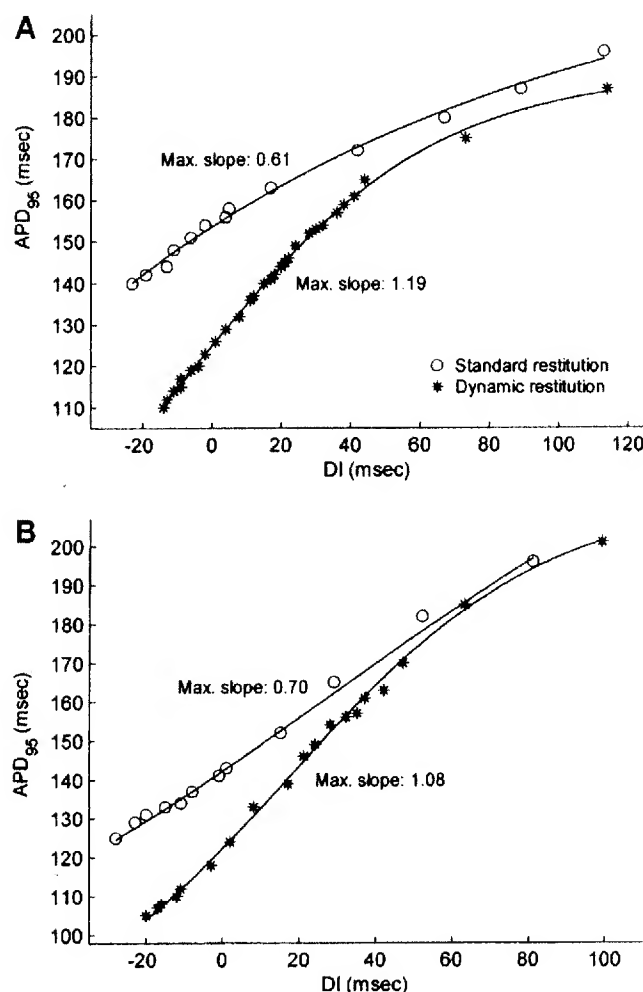 A
200
190
180
170
160
150
140
130
120
110
APD95 (msec)
Max. slope: 0.61
Max. slope: 1.19
Standard restitution
Dynamic restitution
-20 0 20 40 60 80 100 120
DI (msec)
B
200
190
180
170
160
150
140
130
120
110
100
APD95 (msec)
Max. slope: 0.70
Max. slope: 1.08
-20 0 20 40 60 80 100
DI (msec)